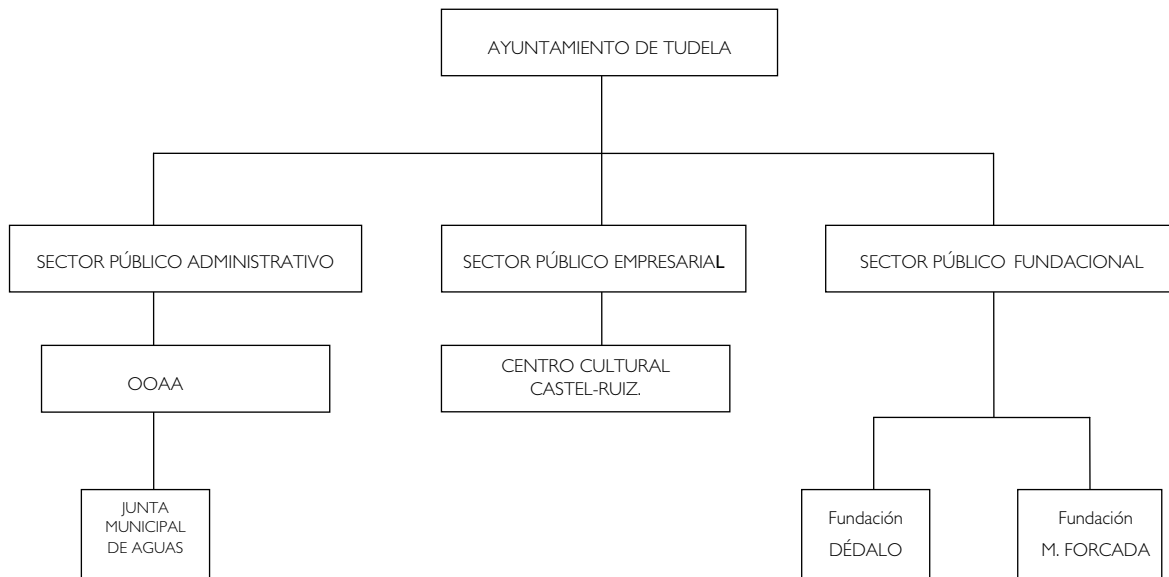 AYUNTAMIENTO DE TUDELA
SECTOR PÚBLICO ADMINISTRATIVO
SECTOR PÚBLICO EMPRESARIAL
SECTOR PÚBLICO FUNDACIONAL
OOAA
CENTRO CULTURAL
CASTEL-RUIZ.
JUNTA
MUNICIPAL
DE AGUAS
Fundación
DÉDALO
Fundación
M. FORCADA